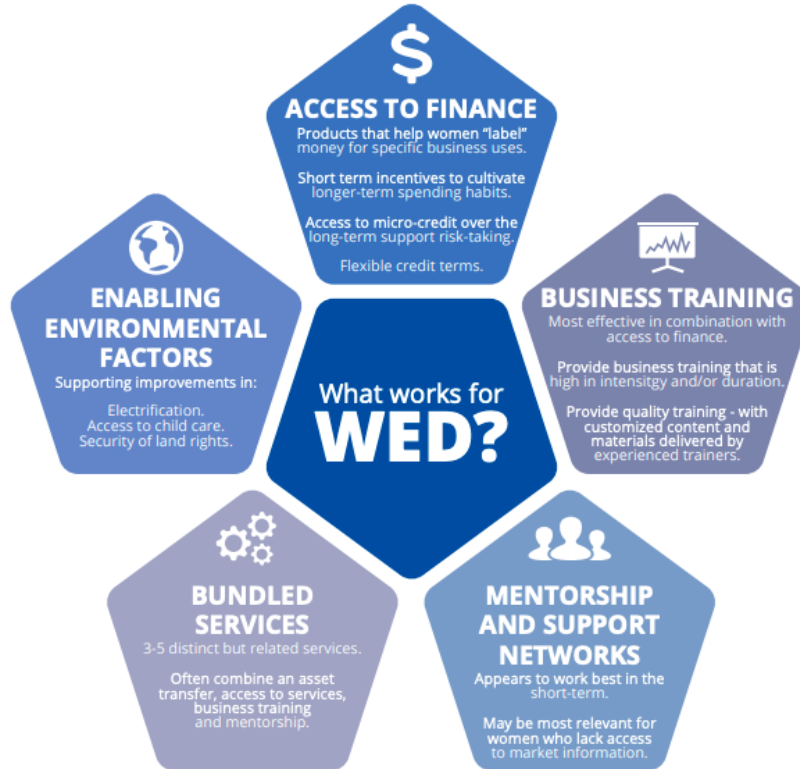 $
ACCESS TO FINANCE
Products that help women “label”
money for specific business uses.
Short term incentives to cultivate
longer-term spending habits.
Access to micro-credit over the
long-term support risk-taking.
Flexible credit terms.
ENABLING
ENVIRONMENTAL
FACTORS
Supporting improvements in:
Electrification.
Access to child care.
Security of land rights.
BUSINESS TRAINING
Most effective in combination with
access to finance.
Provide business training that is
high in intensitgy and/or duration.
Provide quality training - with
customized content and
materials delivered by
experienced trainers.
What works for
WED?
BUNDLED
SERVICES
3-5 distinct but related services.
Often combine an asset
transfer, access to services,
business training
and mentorship.
MENTORSHIP
AND SUPPORT
NETWORKS
Appears to work best in the
short-term.
May be most relevant for
women who lack access
to market information.